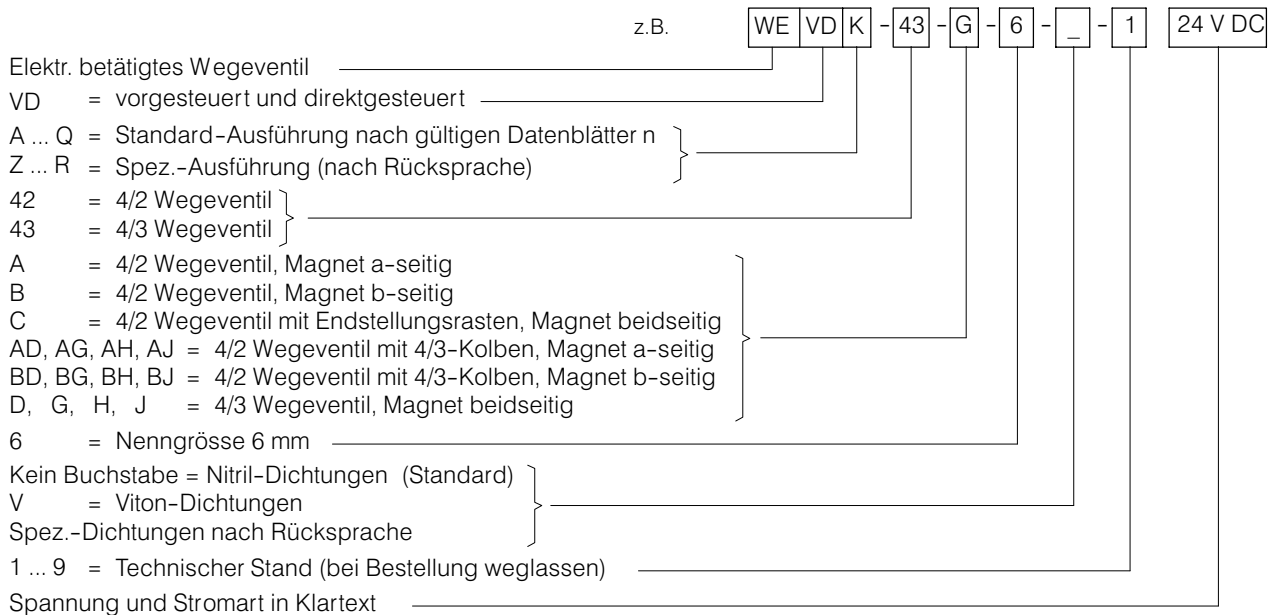 z.B. WE VD K - 43 - G - 6 - _ - 1 24 V DC
Elektr. betätigtes Wegeventil
VD = vorgesteuert und direktgesteuert
A ... Q = Standard-Ausführung nach gültigen Datenblätter n
Z ... R = Spez.-Ausführung (nach Rücksprache)
42 = 4/2 Wegeventil
43 = 4/3 Wegeventil
A = 4/2 Wegeventil, Magnet a-seitig
B = 4/2 Wegeventil, Magnet b-seitig
C = 4/2 Wegeventil mit Endstellungsrasten, Magnet beidseitig
AD, AG, AH, AJ = 4/2 Wegeventil mit 4/3-Kolben, Magnet a-seitig
BD, BG, BH, BJ = 4/2 Wegeventil mit 4/3-Kolben, Magnet b-seitig
D, G, H, J = 4/3 Wegeventil, Magnet beidseitig
6 = Nenngrösse 6 mm
Kein Buchstabe = Nitril-Dichtungen (Standard)
V = Viton-Dichtungen
Spez.-Dichtungen nach Rücksprache
1 ... 9 = Technischer Stand (bei Bestellung weglassen)
Spannung und Stromart in Klartext